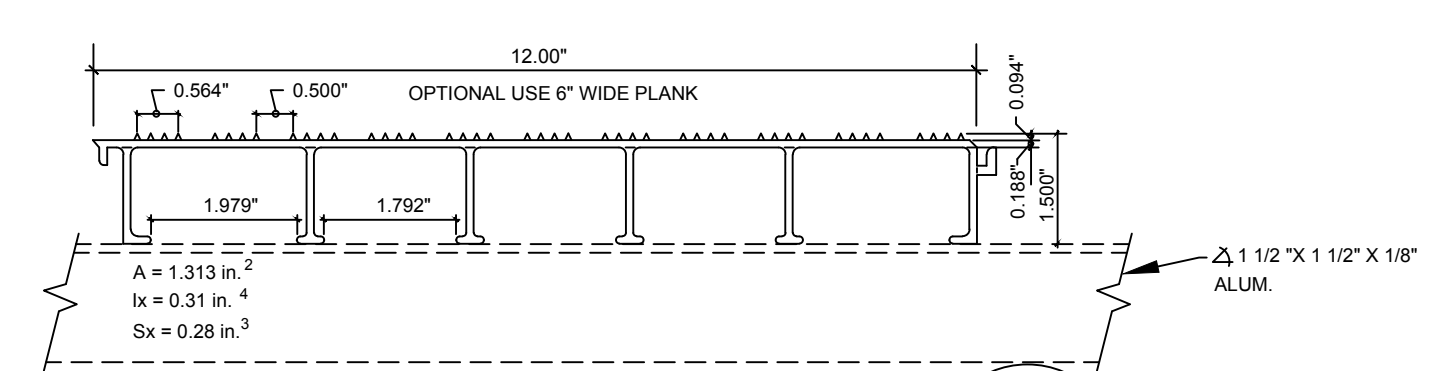 12.00"
0.564"
0.500"
OPTIONAL USE 6" WIDE PLANK
0.094"
0.188"
1.500"
1.979"
1.792"
A = 1.313 in.2
Ix = 0.31 in. 4
Sx = 0.28 in.3
1 1/2 "X 1 1/2" X 1/8"
ALUM.